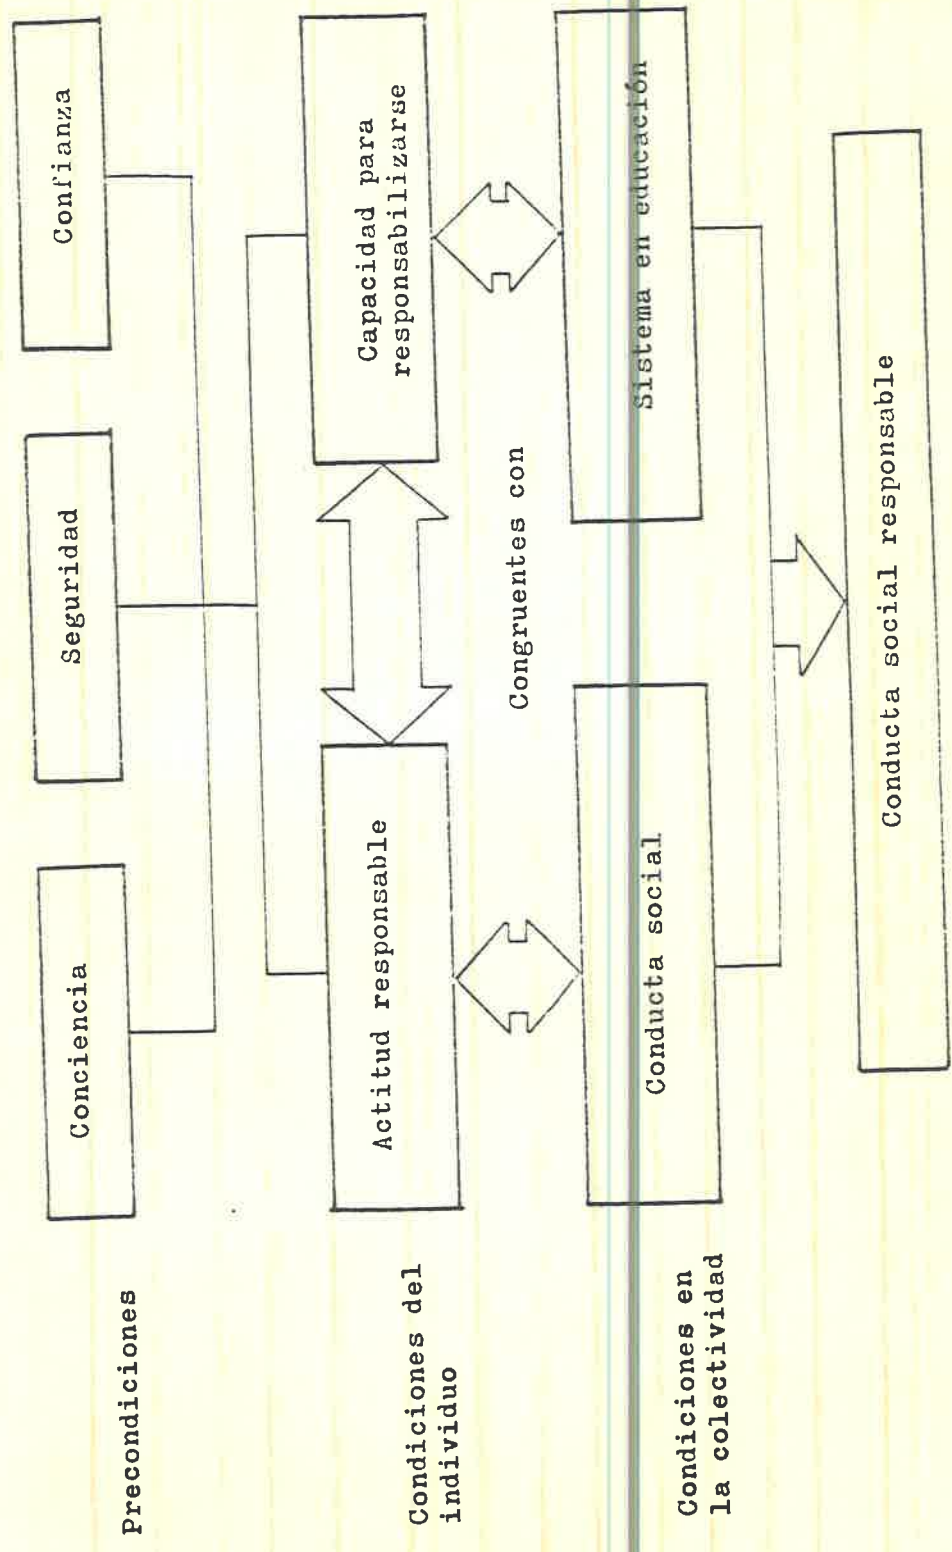 Precondiciones
Conciencia
Seguridad
Confianza
Condiciones del
individuo
Actitud responsable
Capacidad para
responsabilizarse
Congruentes con
Condiciones en
la colectividad
Conducta social
Sistema en educación
Conducta social responsable